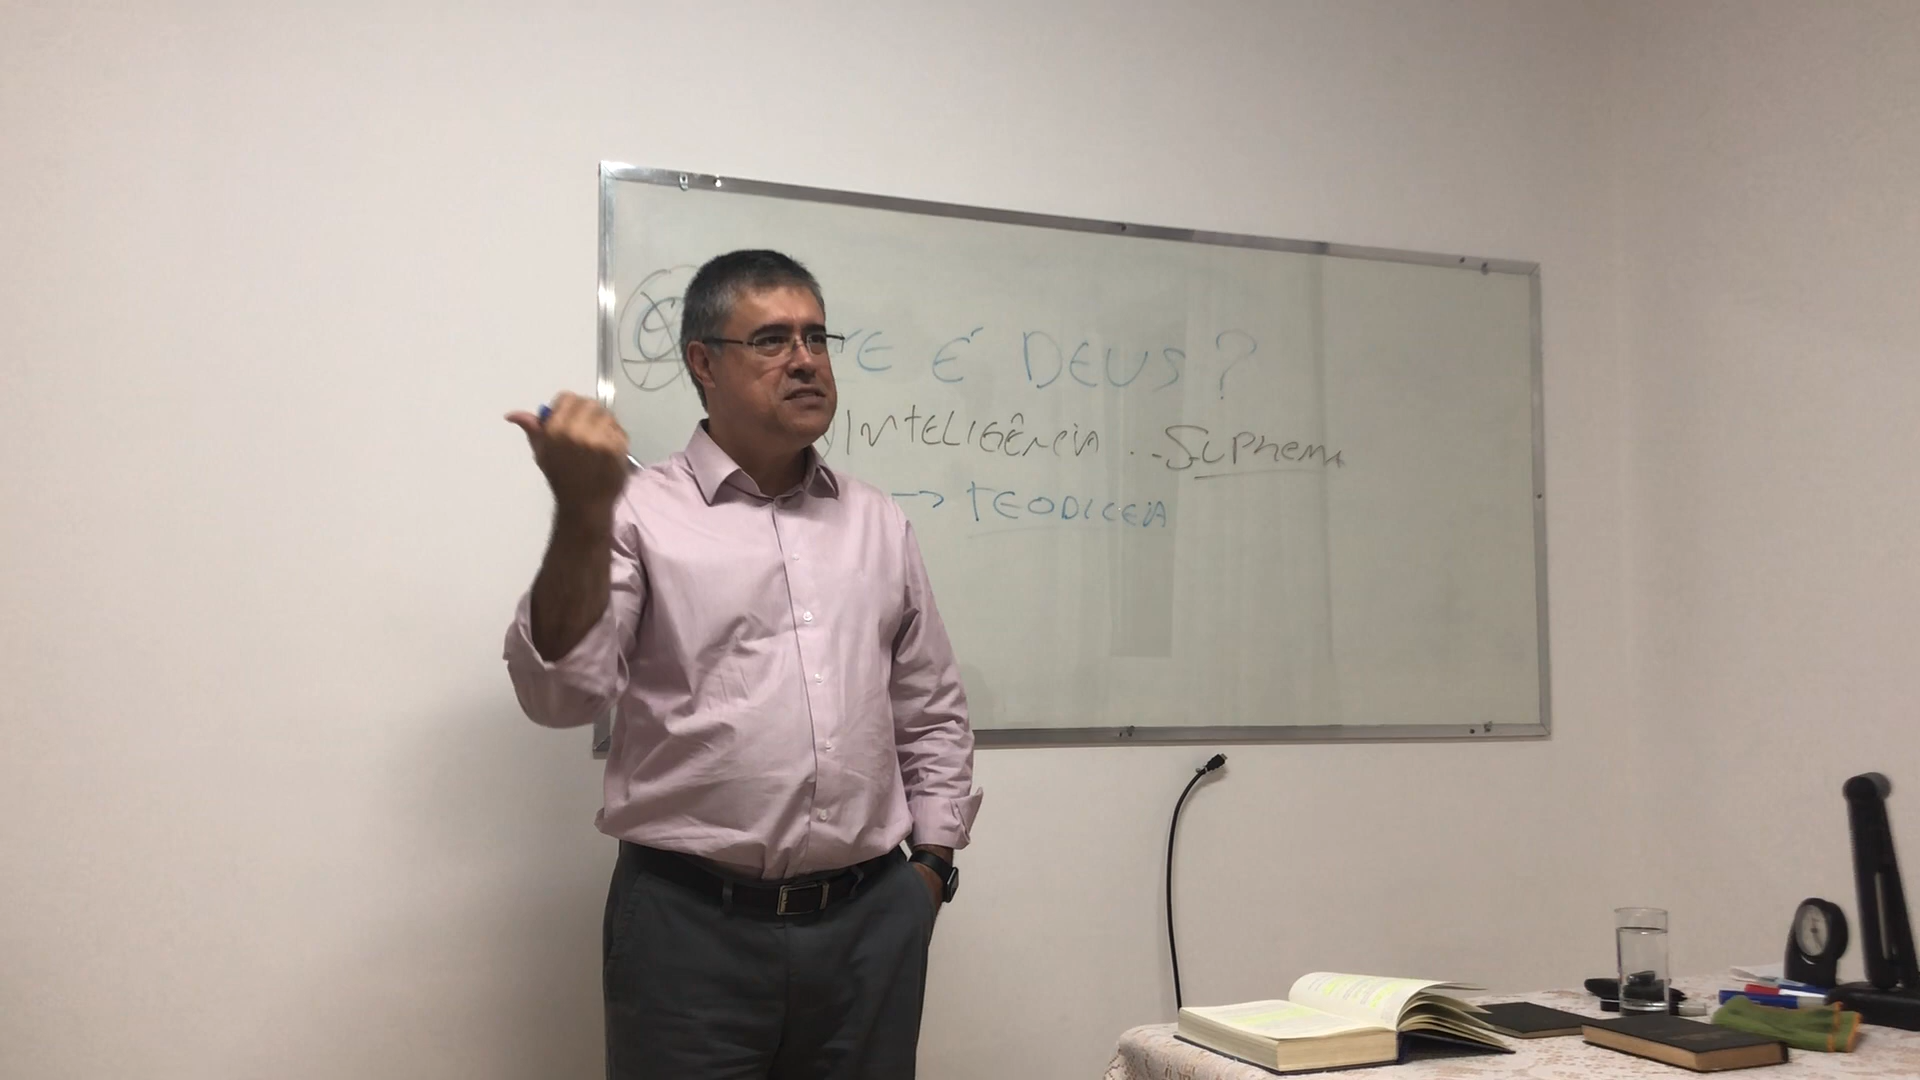 É DEUS?
INTELIGÊNCIA .. SUPREMA
→ TEODICEIA